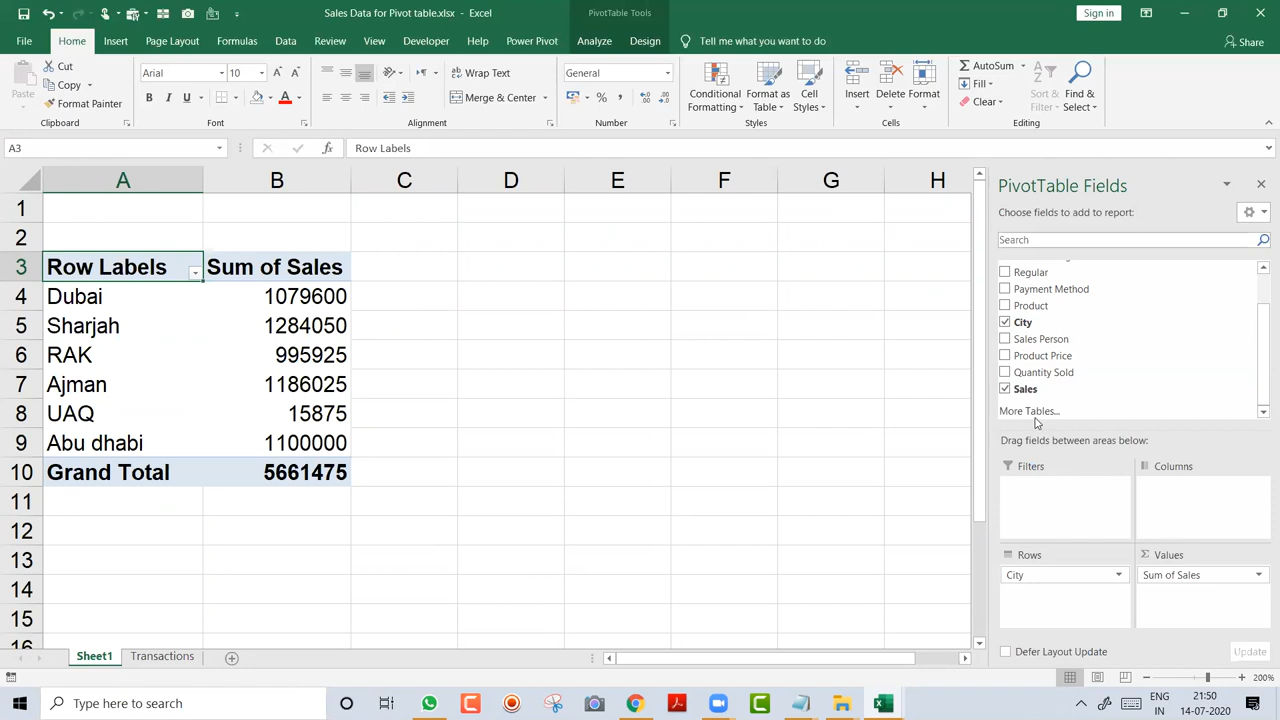 Sales Data for Pivot table.xlsx - Excel
PivotTable Tools
Sign in
File Home Insert Page Layout Formulas Data Review View Developer Help Power Pivot Analyze Design Tell me what you want to do Share
Paste
Cut
Copy
Format Painter
Clipboard
Arial 10
B I U
Font
Wrap Text
Merge & Center
Alignment
General
Number
Conditional Formatting
Format as Table
Cell Styles
Styles
Insert Delete Format
Cells
AutoSum
Fill
Clear
Sort & Filter
Find & Select
Editing
A3
fx
Row Labels
A B C D E F G H
1
2
3 Row Labels Sum of Sales
4 Dubai 1079600
5 Sharjah 1284050
6 RAK 995925
7 Ajman 1186025
8 UAQ 15875
9 Abu dhabi 1100000
10 Grand Total 5661475
11
12
13
14
15
16
PivotTable Fields
Choose fields to add to report:
Search
Regular
Payment Method
Product
City
Sales Person
Product Price
Quantity Sold
Sales
More Tables...
Drag fields between areas below:
Filters
Columns
Rows
Values
City
Sum of Sales
Defer Layout Update
Update
Sheet1 Transactions
200%
Type here to search
ENG
IN
21:50
14-07-2020